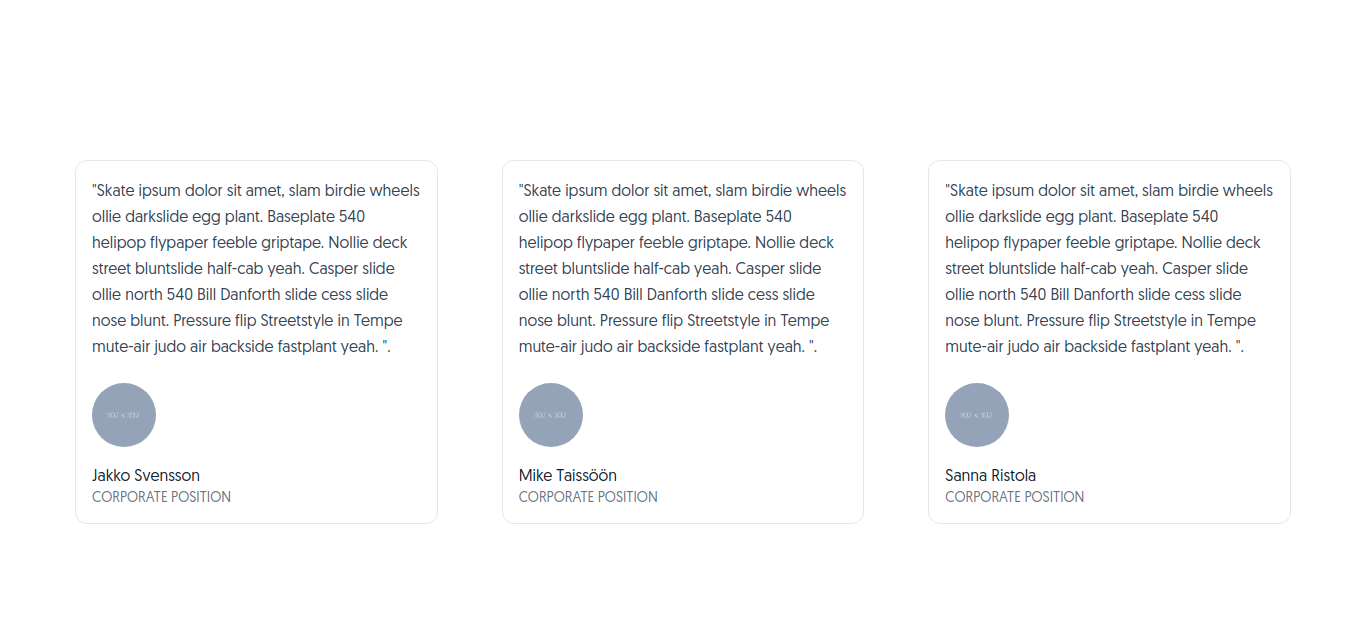 "Skate ipsum dolor sit amet, slam birdie wheels
ollie darkslide egg plant. Baseplate 540
helipop flypaper feeble griptape. Nollie deck
street bluntslide half-cab yeah. Casper slide
ollie north 540 Bill Danforth slide cess slide
nose blunt. Pressure flip Streetstyle in Tempe
mute-air judo air backside fastplant yeah. ".
Jakko Svensson
CORPORATE POSITION
"Skate ipsum dolor sit amet, slam birdie wheels
ollie darkslide egg plant. Baseplate 540
helipop flypaper feeble griptape. Nollie deck
street bluntslide half-cab yeah. Casper slide
ollie north 540 Bill Danforth slide cess slide
nose blunt. Pressure flip Streetstyle in Tempe
mute-air judo air backside fastplant yeah. ".
Mike Taissöön
CORPORATE POSITION
"Skate ipsum dolor sit amet, slam birdie wheels
ollie darkslide egg plant. Baseplate 540
helipop flypaper feeble griptape. Nollie deck
street bluntslide half-cab yeah. Casper slide
ollie north 540 Bill Danforth slide cess slide
nose blunt. Pressure flip Streetstyle in Tempe
mute-air judo air backside fastplant yeah. ".
Sanna Ristola
CORPORATE POSITION